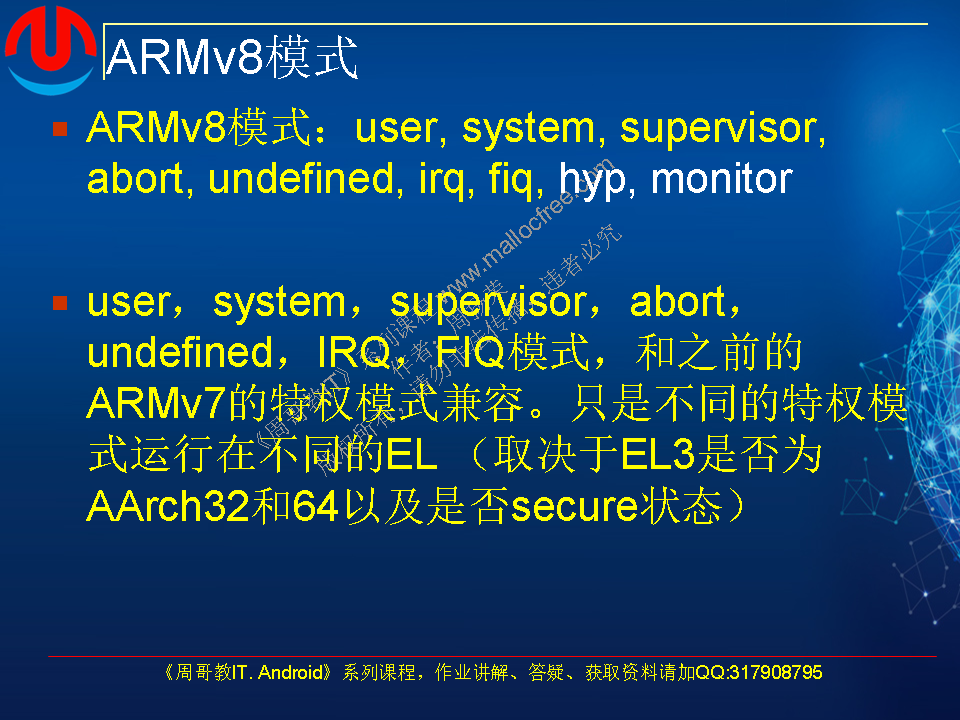 ARMv8模式
ARMv8模式：user, system, supervisor,
abort, undefined, irq, fiq, hyp, monitor
user，system，supervisor，abort，
undefined，IRQ，FIQ模式，和之前的
ARMv7的特权模式兼容。只是不同的特权模
式运行在不同的EL（取决于EL3是否为
AArch32和64以及是否secure状态）
《周哥教IT》系列课程 www.mallocfree.com
作者：周
版权所有，请勿非法传播，违者必究
《周哥教IT. Android》系列课程，作业讲解、答疑、获取资料请加QQ:317908795